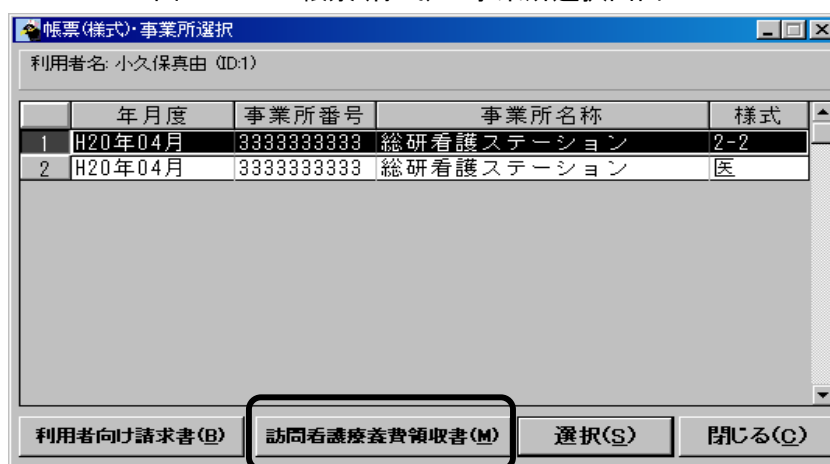 帳票(様式)・事業所選択
利用者名: 小久保真由 (ID:1)
年月度 事業所番号 事業所名称 様式
1 H20年04月 3333333333 総研看護ステーション 2-2
2 H20年04月 3333333333 総研看護ステーション 医
利用者向け請求書(B) 訪問看護療養費領収書(M) 選択(S) 閉じる(C)